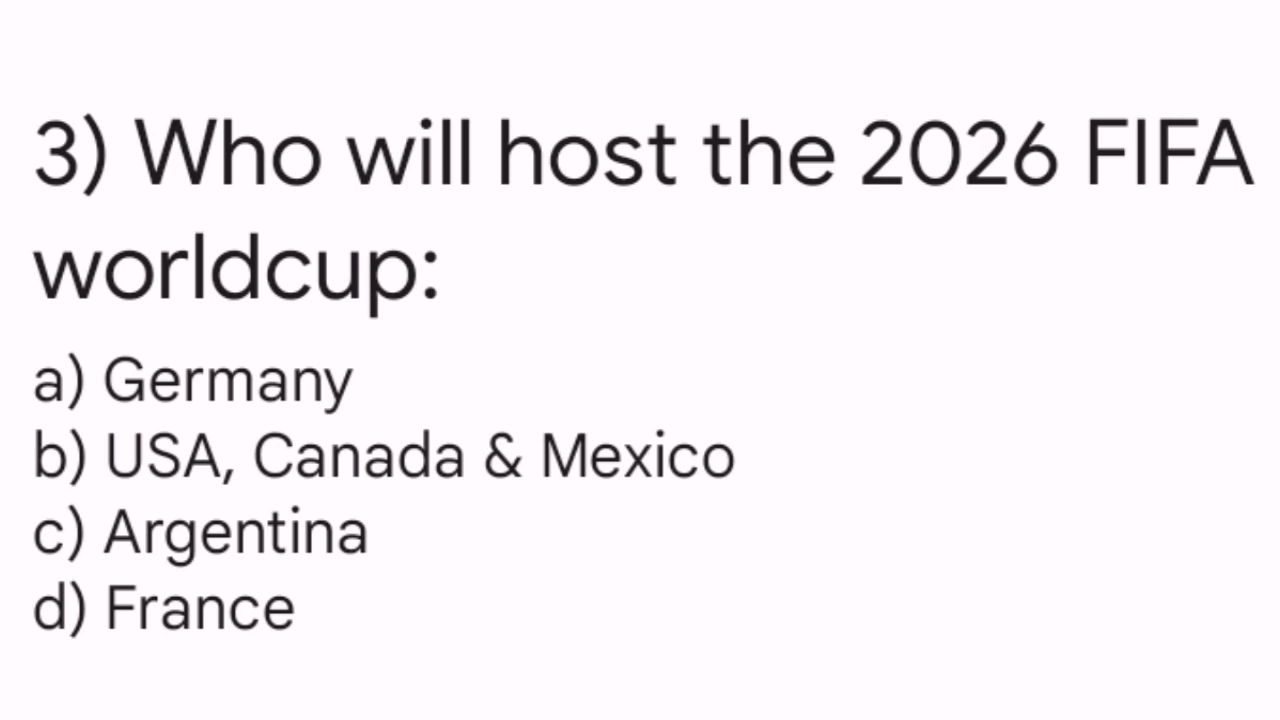 3) Who will host the 2026 FIFA
worldcup:
a) Germany
b) USA, Canada & Mexico
c) Argentina
d) France